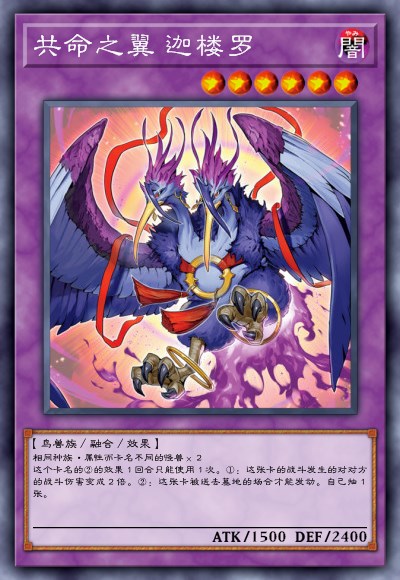 共命之翼 迦楼罗
やみ
闇
【鸟兽族／融合／效果】
相同种族・属性而卡名不同的怪兽×2
这个卡名的②的效果1回合只能使用1次。①：这张卡的战斗发生的对对方
的战斗伤害变成2倍。②：这张卡被送去墓地的场合才能发动。自己抽1
张。
ATK/1500 DEF/2400